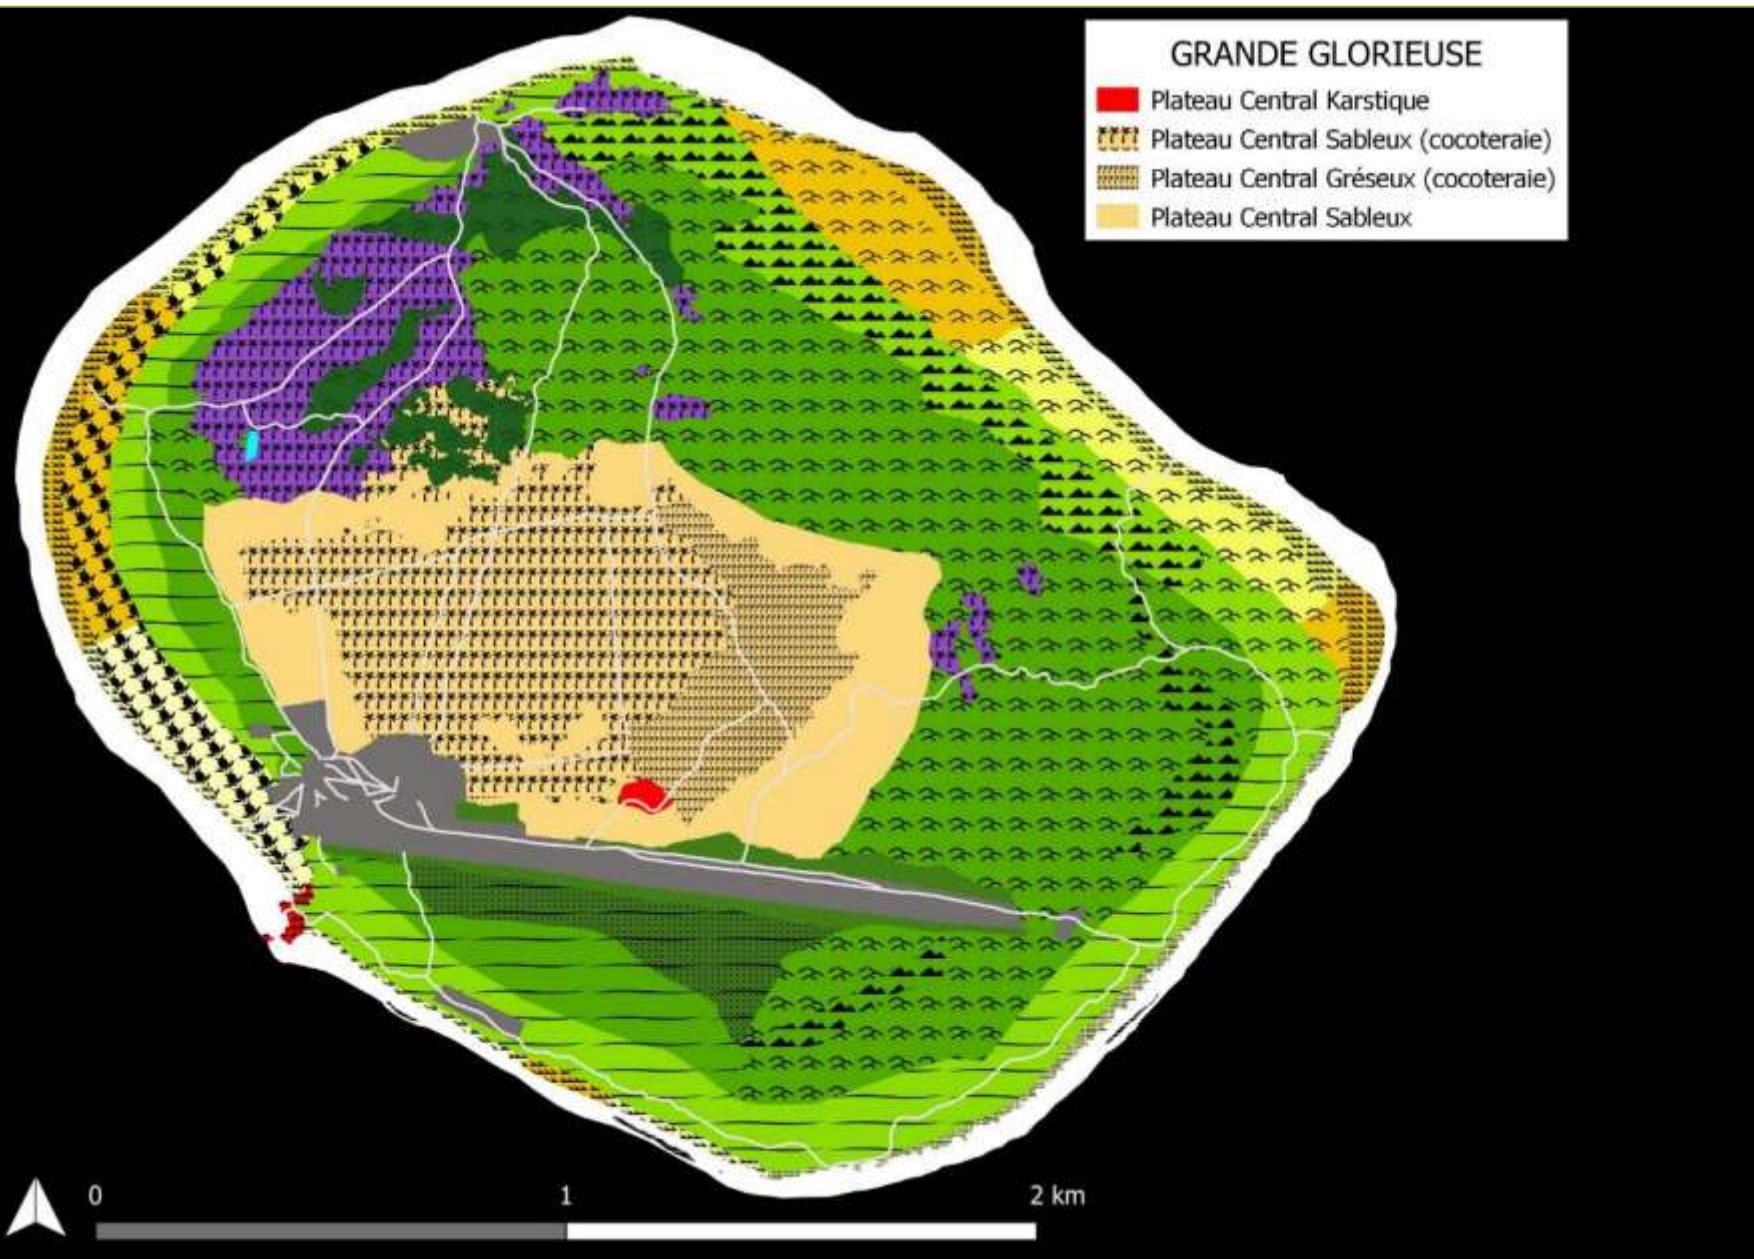 GRANDE GLORIEUSE
Plateau Central Karstique
Plateau Central Sableux (cocoteraie)
Plateau Central Gréseux (cocoteraie)
Plateau Central Sableux
0 1 2 km